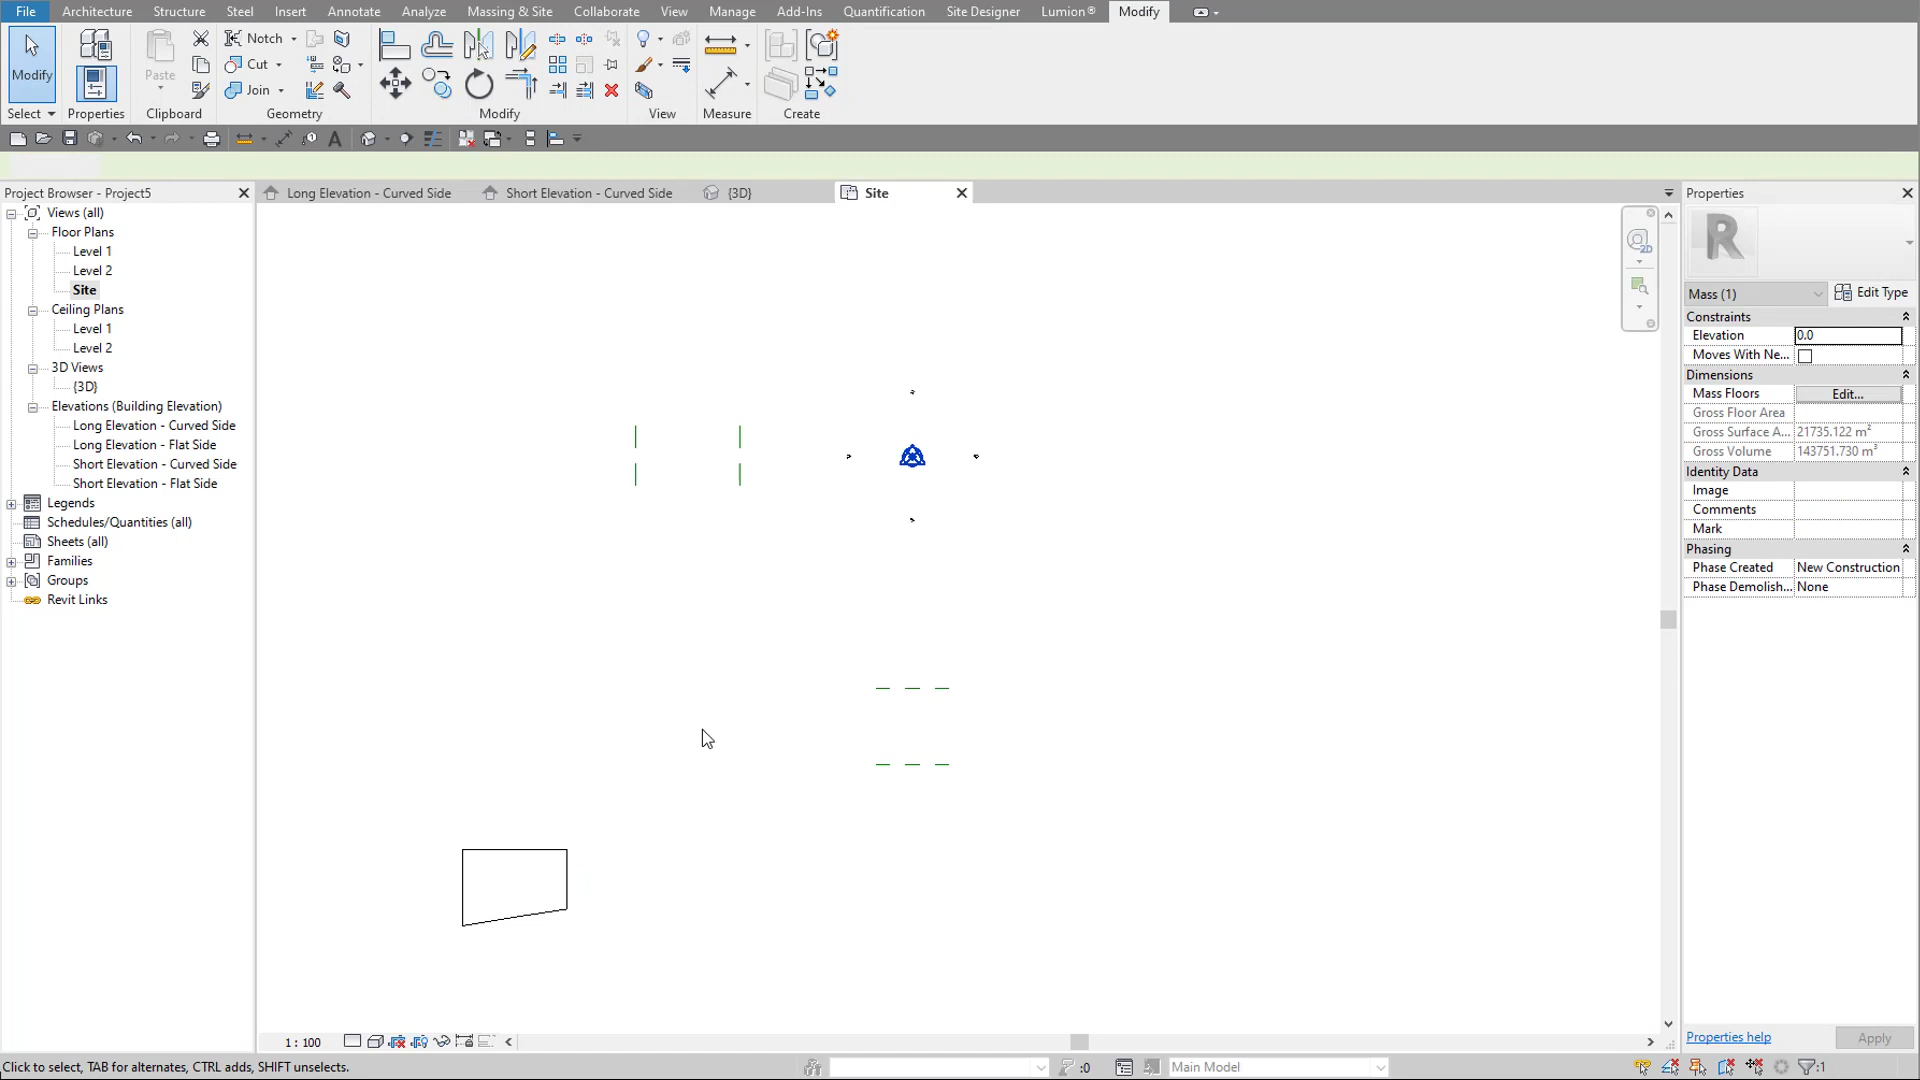 File Architecture Structure Steel Insert Annotate Analyze Massing & Site Collaborate View Manage Add-Ins Quantification Site Designer Lumion® Modify
Modify
Select
Properties
Paste
Clipboard
Notch
Cut
Join
Geometry
Modify
View
Measure
Create
Project Browser - Project5
Views (all)
Floor Plans
Level 1
Level 2
Site
Ceiling Plans
Level 1
Level 2
3D Views
{3D}
Elevations (Building Elevation)
Long Elevation - Curved Side
Long Elevation - Flat Side
Short Elevation - Curved Side
Short Elevation - Flat Side
Legends
Schedules/Quantities (all)
Sheets (all)
Families
Groups
Revit Links
Long Elevation - Curved Side Short Elevation - Curved Side {3D} Site
2D
Properties
R
Mass (1) Edit Type
Constraints
Elevation 0.0
Moves With Ne...
Dimensions
Mass Floors Edit...
Gross Floor Area
Gross Surface A... 21735.122 m²
Gross Volume 143751.730 m³
Identity Data
Image
Comments
Mark
Phasing
Phase Created New Construction
Phase Demolish... None
Properties help Apply
1 : 100
Click to select, TAB for alternates, CTRL adds, SHIFT unselects. :0 Main Model :1